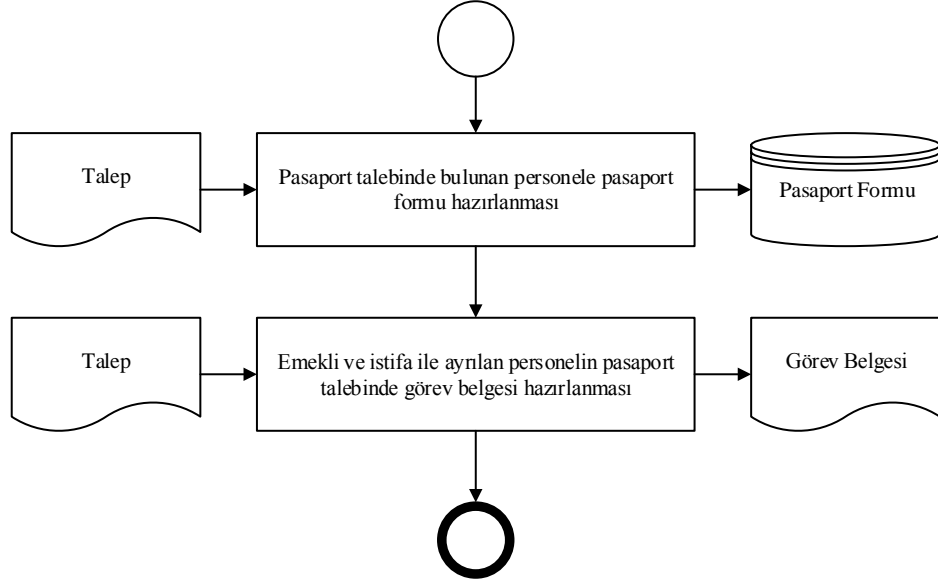 Talep
Pasaport talebinde bulunan personele pasaport
formu hazırlanması
Pasaport Formu
Talep
Emekli ve istifa ile ayrılan personelin pasaport
talebinde görev belgesi hazırlanması
Görev Belgesi